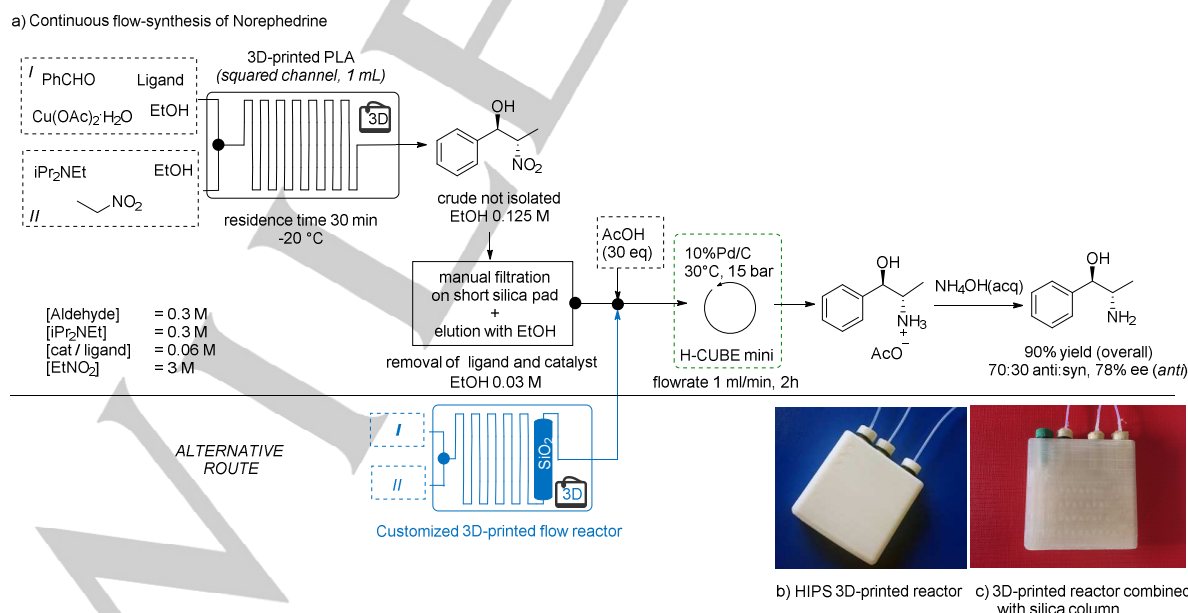 a) Continuous flow-synthesis of Norephedrine
3D-printed PLA
(squared channel, 1 mL)
I
PhCHO Ligand
Cu(OAc)2·H2O EtOH
iPr2NEt EtOH
NO2
II
3D
residence time 30 min
-20 °C
OH
NO2
crude not isolated
EtOH 0.125 M
manual filtration
on short silica pad
+
elution with EtOH
removal of ligand and catalyst
EtOH 0.03 M
AcOH
(30 eq)
10%Pd/C
30°C, 15 bar
H-CUBE mini
flowrate 1 ml/min, 2h
OH
NH3
+
AcO−
NH4OH(acq)
OH
NH2
90% yield (overall)
70:30 anti:syn, 78% ee (anti)
[Aldehyde] = 0.3 M
[iPr2NEt] = 0.3 M
[cat / ligand] = 0.06 M
[EtNO2] = 3 M
ALTERNATIVE
ROUTE
I
II
SiO2
3D
Customized 3D-printed flow reactor
b) HIPS 3D-printed reactor
c) 3D-printed reactor combined
with silica column